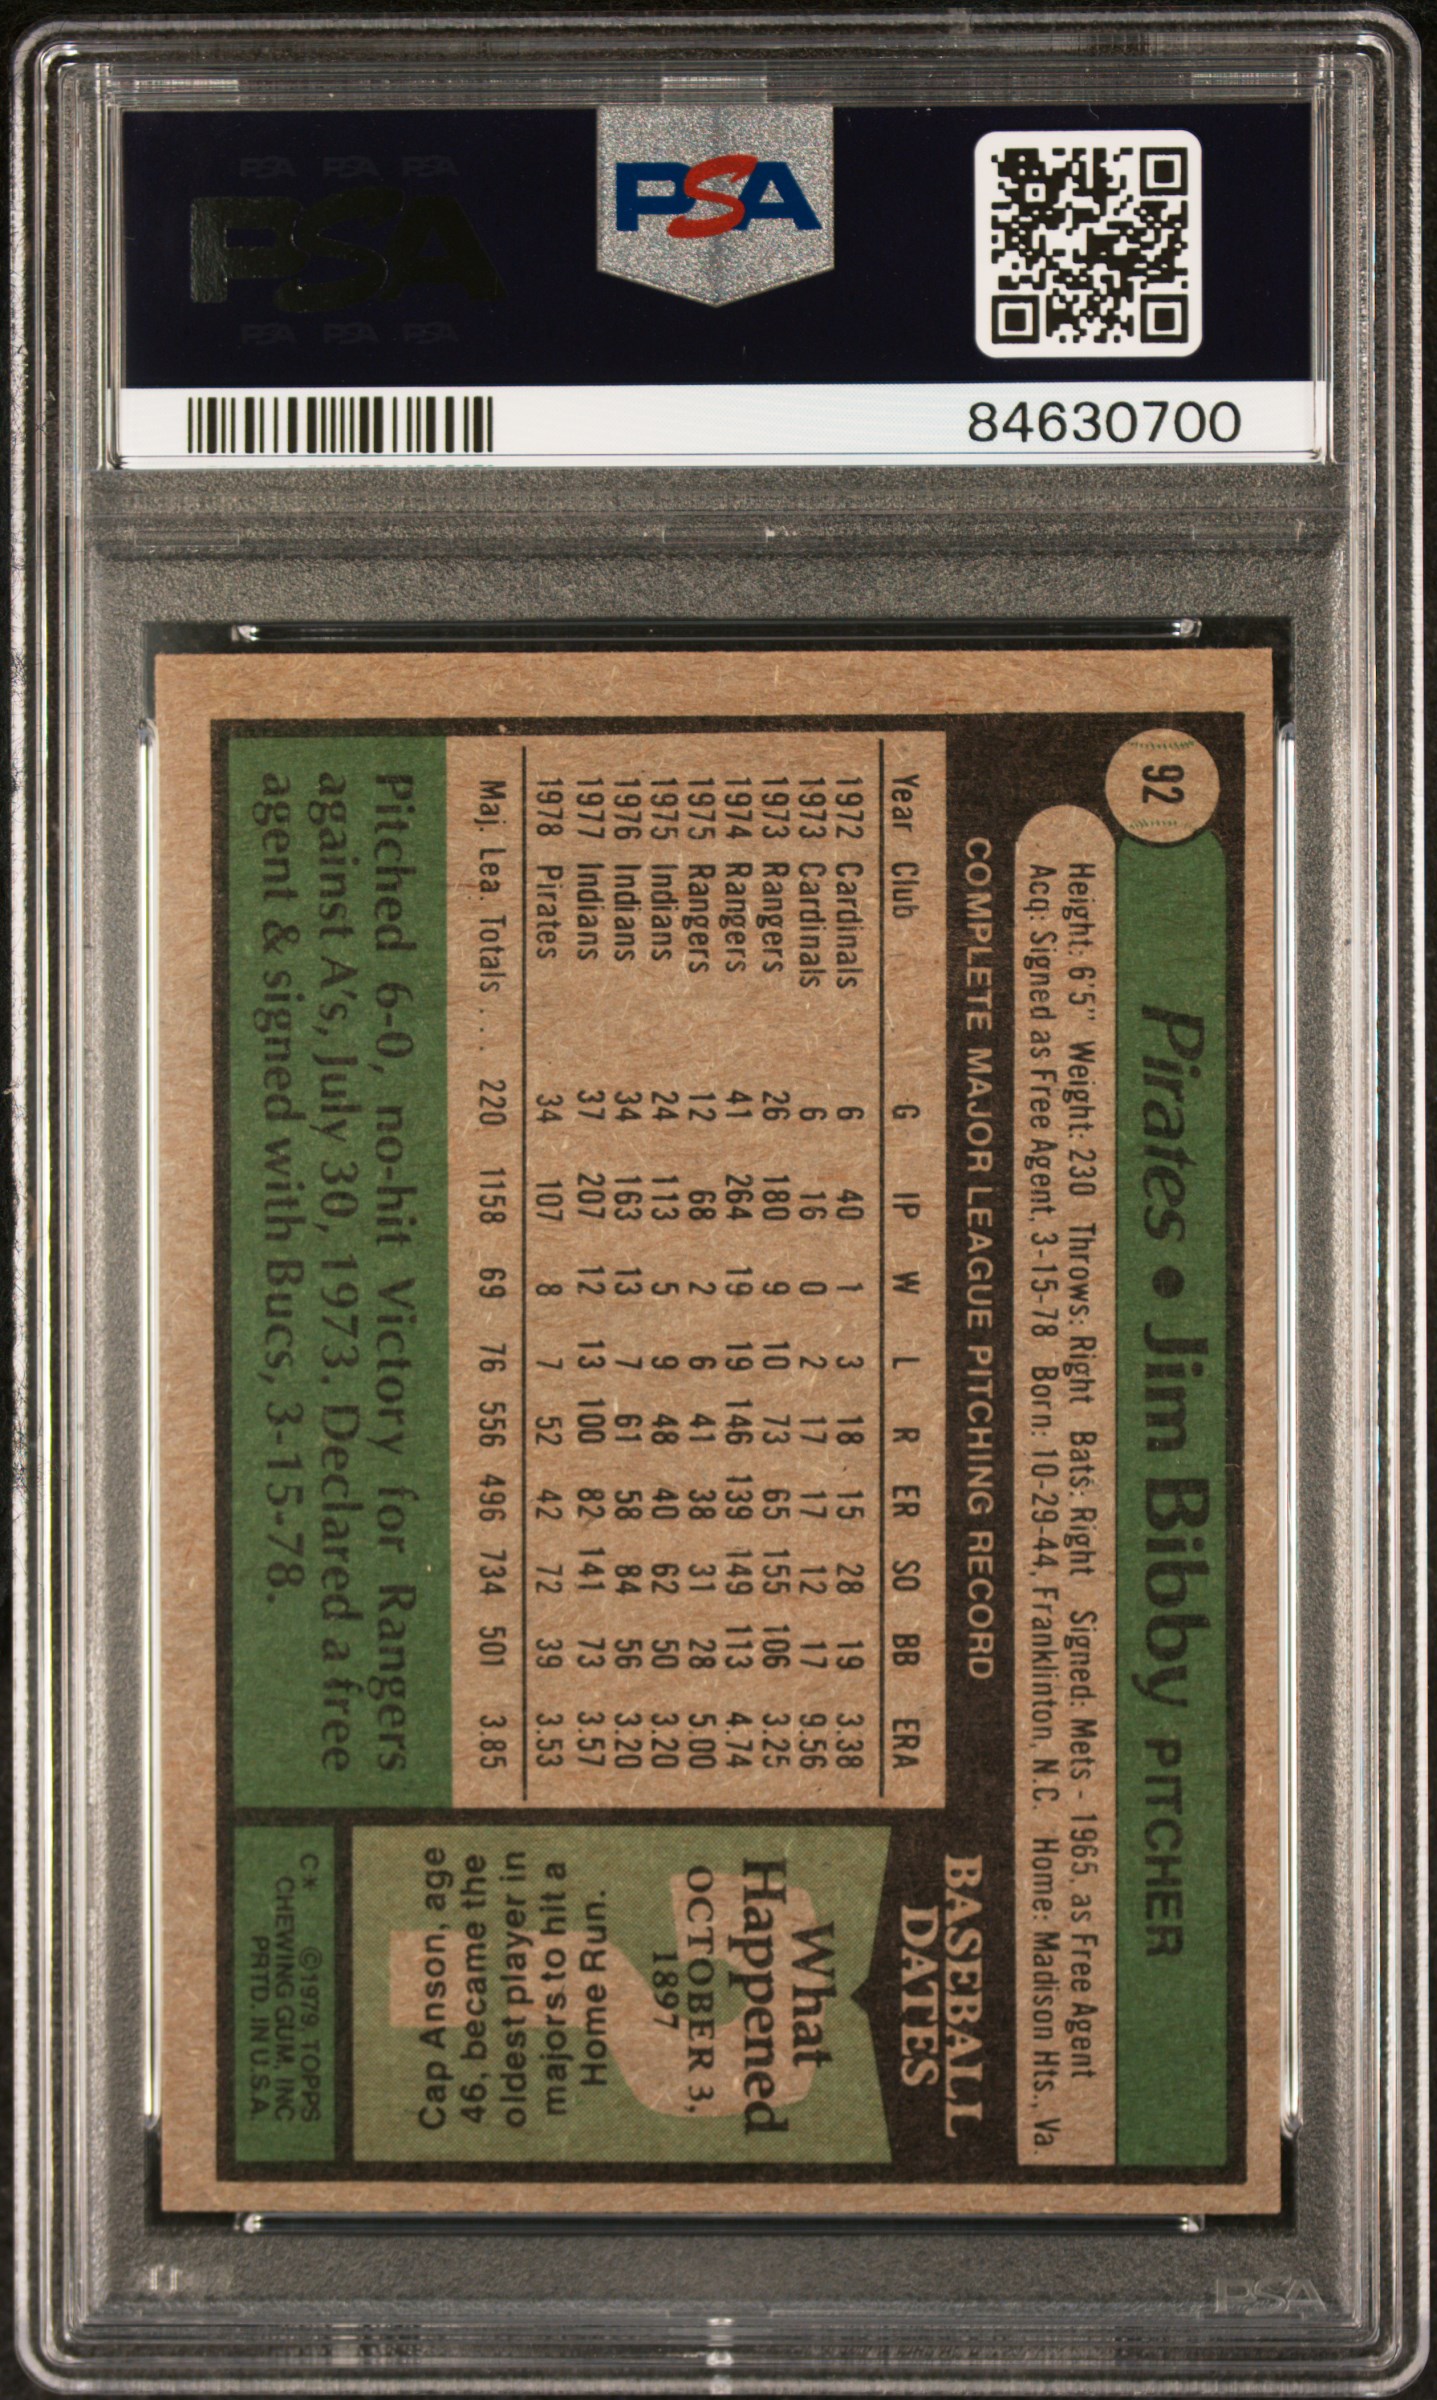 PSA PSA PSA
PSA
PSA PSA PSA
PSA
84630700
92
Pirates • Jim Bibby PITCHER
Height: 6'5" Weight: 230 Throws: Right Bats: Right Signed: Mets - 1965, as Free Agent
Acq: Signed as Free Agent, 3-15-78 Born: 10-29-44, Franklinton, N.C. Home: Madison Hts., Va.
COMPLETE MAJOR LEAGUE PITCHING RECORD
Year Club G IP W L R ER SO BB ERA
1972 Cardinals 6 40 1 3 18 15 28 19 3.38
1973 Cardinals 6 16 0 2 17 17 12 17 9.56
1973 Rangers 26 180 9 10 73 65 155 106 3.25
1974 Rangers 41 264 19 19 146 139 149 113 4.74
1975 Rangers 12 68 2 6 41 38 31 28 5.00
1975 Indians 24 113 5 9 48 40 62 50 3.20
1976 Indians 34 163 13 7 61 58 84 56 3.20
1977 Indians 37 207 12 13 100 82 141 73 3.57
1978 Pirates 34 107 8 7 52 42 72 39 3.53
Maj. Lea. Totals . . . 220 1158 69 76 556 496 734 501 3.85
Pitched 6-0, no-hit Victory for Rangers
against A's, July 30, 1973. Declared a free
agent & signed with Bucs, 3-15-78.
BASEBALL
DATES
What
Happened
OCTOBER 3,
1897
?
Cap Anson, age
46, became the
oldest player in
majors to hit a
Home Run.
C* ©1979, TOPPS
CHEWING GUM, INC
PRTD. IN U.S.A.
PSA